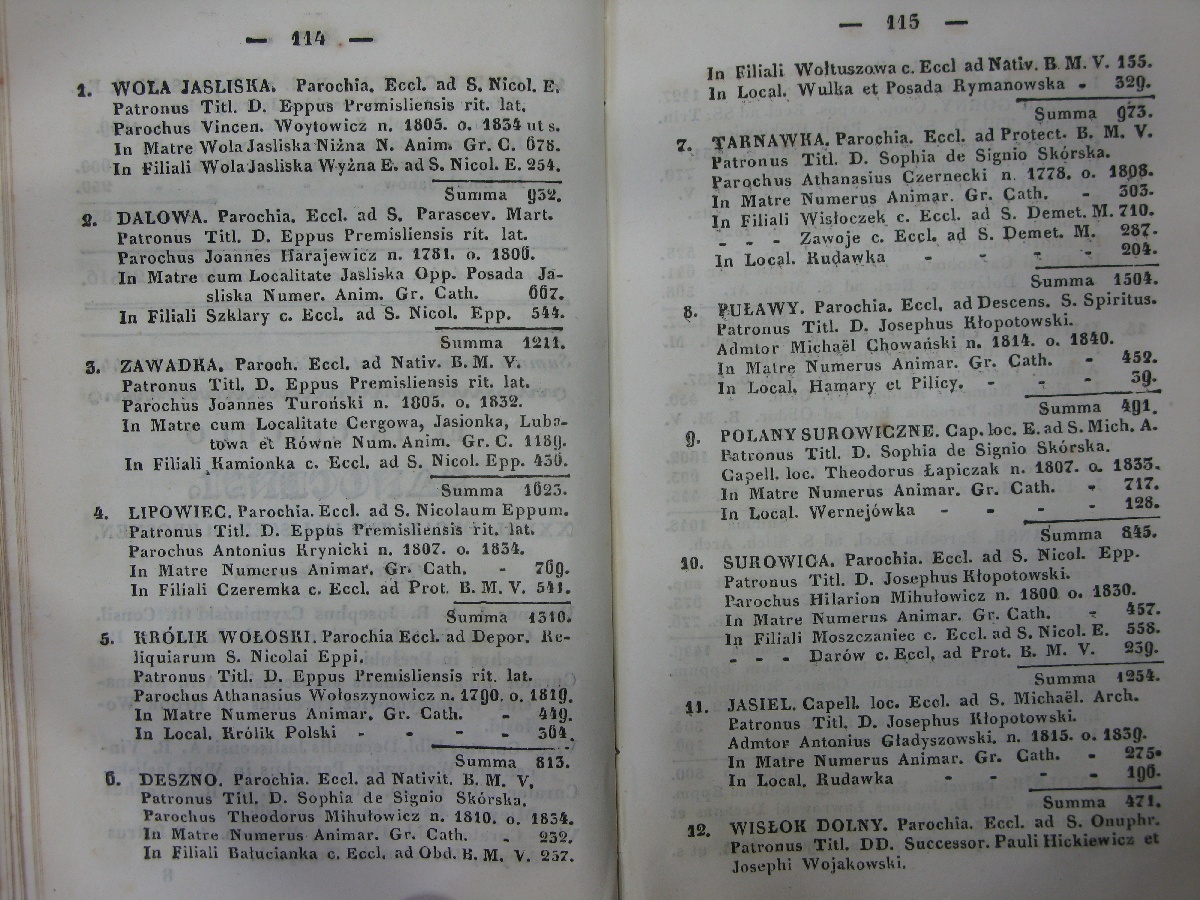 — 114 —
1. WOLA JASLISKA. Parochia. Eccl. ad S. Nicol. E.
Patronus Titl. D. Eppus Premisliensis rit. lat.
Parochus Vincen. Woytowicz n. 1805. o. 1834 ut s.
In Matre Wola Jasliska Niżna N. Anim. Gr. C. 678.
In Filiali Wola Jasliska Wyżna E. ad S. Nicol. E. 254.
Summa 932.
2. DALOWA. Parochia. Eccl. ad S. Parascev. Mart.
Patronus Titl. D. Eppus Premisliensis rit. lat.
Parochus Joannes Harajewicz n. 1781. o. 1806.
In Matre cum Localitate Jasliska Opp. Posada Ja-
sliska Numer. Anim. Gr. Cath. 667.
In Filiali Szklary c. Eccl. ad S. Nicol. Epp. 544.
Summa 1211.
3. ZAWADKA. Paroch. Eccl. ad Nativ. B. M. V.
Patronus Titl. D. Eppus Premisliensis rit. lat.
Parochus Joannes Turoński n. 1805. o. 1832.
In Matre cum Localitate Cergowa, Jasionka, Luba-
towa et Równe Num. Anim. Gr. C. 1189.
In Filiali Kamionka c. Eccl. ad S. Nicol. Epp. 436.
Summa 1623.
4. LIPOWIEC. Parochia. Eccl. ad S. Nicolaum Eppum.
Patronus Titl. D. Eppus Premisliensis rit. lat.
Parochus Antonius Krynicki n. 1807. o. 1834.
In Matre Numerus Animar. Gr. Cath. - 769.
In Filiali Czeremka c. Eccl. ad Prot. B. M. V. 541.
Summa 1310.
5. KRÓLIK WOŁOSKI. Parochia Eccl. ad Depor. Re-
liquiarum S. Nicolai Eppi.
Patronus Titl. D. Eppus Premisliensis rit. lat.
Parochus Athanasius Wołoszynowicz n. 1790. o. 1819.
In Matre Numerus Animar. Gr. Cath. - 449.
In Local. Królik Polski - - - - 364.
Summa 813.
6. DESZNO. Parochia. Eccl. ad Nativit. B. M. V.
Patronus Titl. D. Sophia de Signio Skórska.
Parochus Theodorus Mihułowicz n. 1810. o. 1834.
In Matre Numerus Animar. Gr. Cath. - 232.
In Filiali Bałucianka c. Eccl. ad Obd. B. M. V. 257.
— 115 —
In Filiali Wołtuszowa c. Eccl ad Nativ. B. M. V. 155.
In Local. Wulka et Posada Rymanowska - 329.
Summa 973.
7. TARNAWKA. Parochia. Eccl. ad Protect. B. M. V.
Patronus Titl. D. Sophia de Signio Skórska.
Parochus Athanasius Czernecki n. 1778. o. 1808.
In Matre Numerus Animar. Gr. Cath. - 303.
In Filiali Wisłoczek c. Eccl. ad S. Demet. M. 710.
- - - Zawoje c. Eccl. ad S. Demet. M. 287.
In Local. Rudawka - - - - 204.
Summa 1504.
8. PUŁAWY. Parochia. Eccl. ad Descens. S. Spiritus.
Patronus Titl. D. Josephus Kłopotowski.
Admtor Michaël Chowański n. 1814. o. 1840.
In Matre Numerus Animar. Gr. Cath. - 452.
In Local. Hamary et Pilicy. - - - 39.
Summa 491.
9. POLANY SUROWICZNE. Cap. loc. E. ad S. Mich. A.
Patronus Titl. D. Sophia de Signio Skórska.
Capell. loc. Theodorus Łapiczak n. 1807. o. 1833.
In Matre Numerus Animar. Gr. Cath. - 717.
In Local. Wernejówka - - - - 128.
Summa 845.
10. SUROWICA. Parochia. Eccl. ad S. Nicol. Epp.
Patronus Titl. D. Josephus Kłopotowski.
Parochus Hilarion Mihułowicz n. 1800 o. 1830.
In Matre Numerus Animar. Gr. Cath. - 457.
In Filiali Moszczaniec c. Eccl. ad S. Nicol. E. 558.
- - - Darów c. Eccl. ad Prot. B. M. V. 239.
Summa 1254.
11. JASIEL. Capell. loc. Eccl. ad S. Michaël. Arch.
Patronus Titl. D. Josephus Kłopotowski.
Admtor Antonius Gładyszowski. n. 1815. o. 1839.
In Matre Numerus Animar. Gr. Cath. - 275.
In Local. Rudawka - - - - 196.
Summa 471.
12. WISŁOK DOLNY. Parochia. Eccl. ad S. Onuphr.
Patronus Titl. DD. Successor. Pauli Hickiewicz et
Josephi Wojakowski.